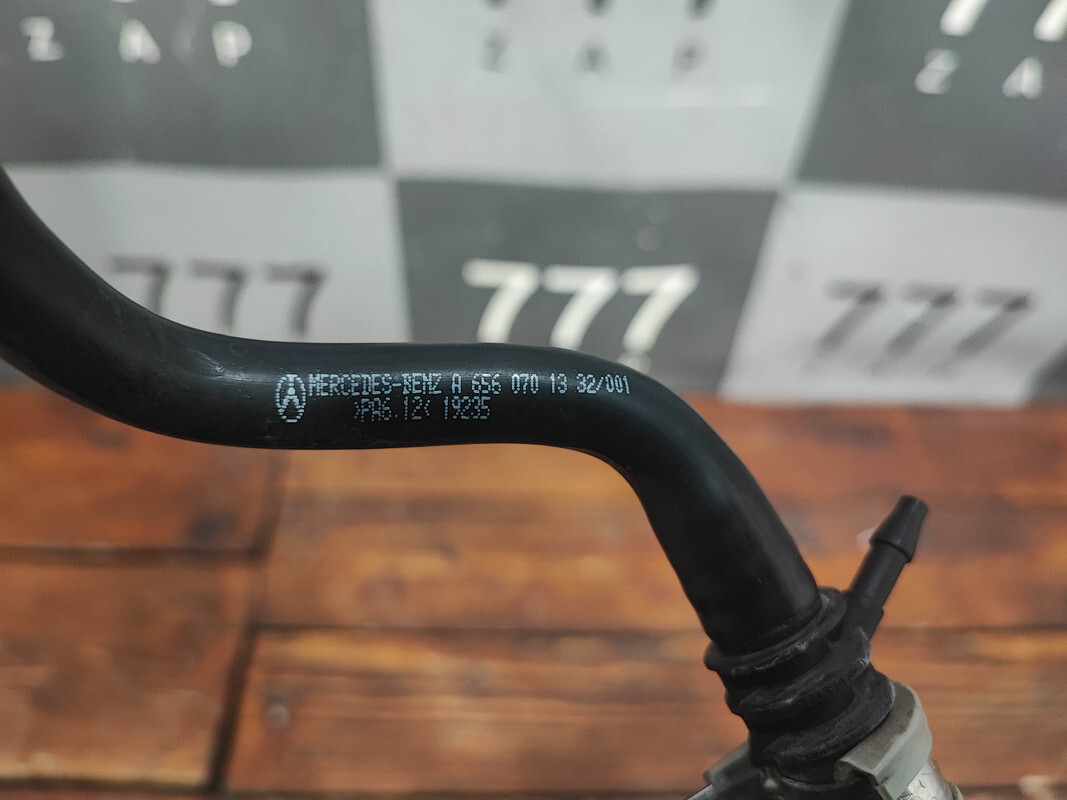 Z A P
Z A P
Z A
777
777
777
MERCEDES-BENZ A 656 070 13 32/001
>PA6.12< 19235